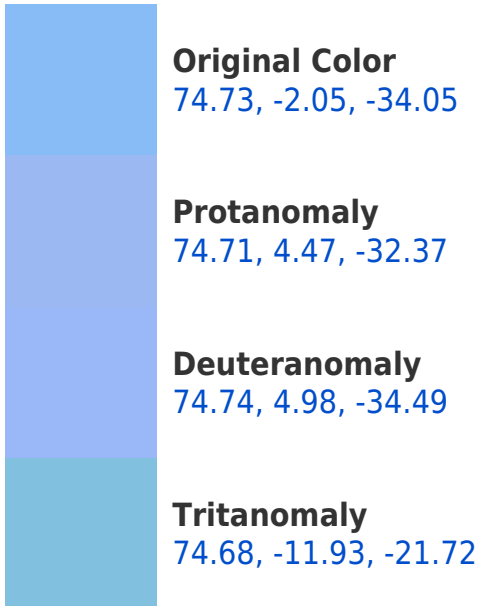 Original Color
74.73, -2.05, -34.05
Protanomaly
74.71, 4.47, -32.37
Deuteranomaly
74.74, 4.98, -34.49
Tritanomaly
74.68, -11.93, -21.72